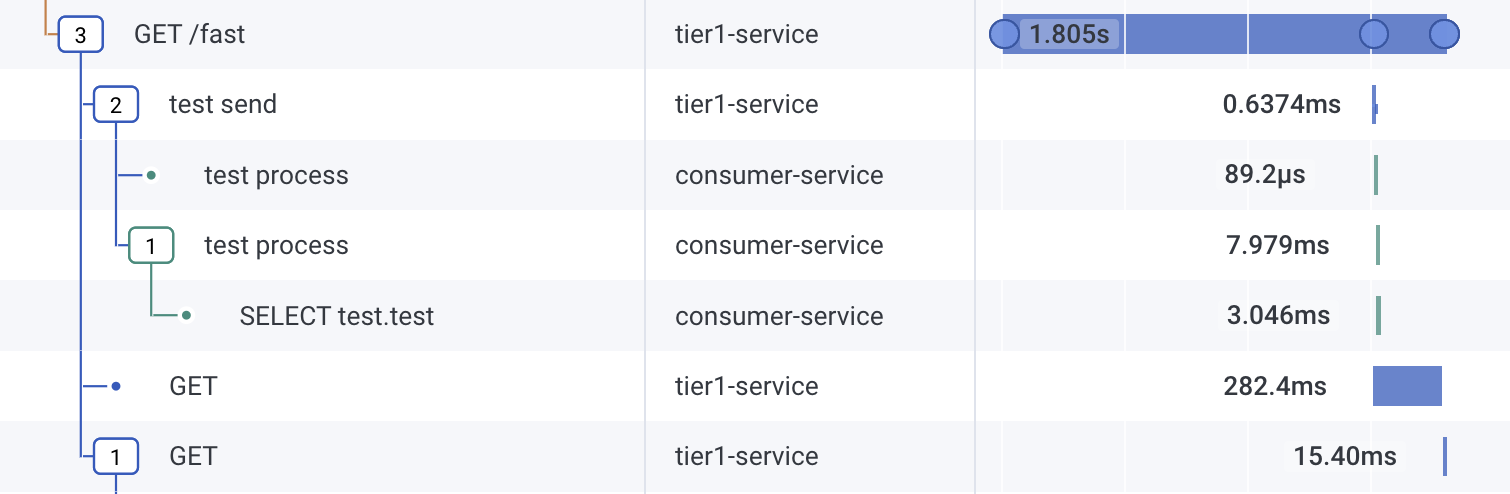 3 GET /fast tier1-service 1.805s
2 test send tier1-service 0.6374ms
test process consumer-service 89.2μs
1 test process consumer-service 7.979ms
SELECT test.test consumer-service 3.046ms
GET tier1-service 282.4ms
1 GET tier1-service 15.40ms